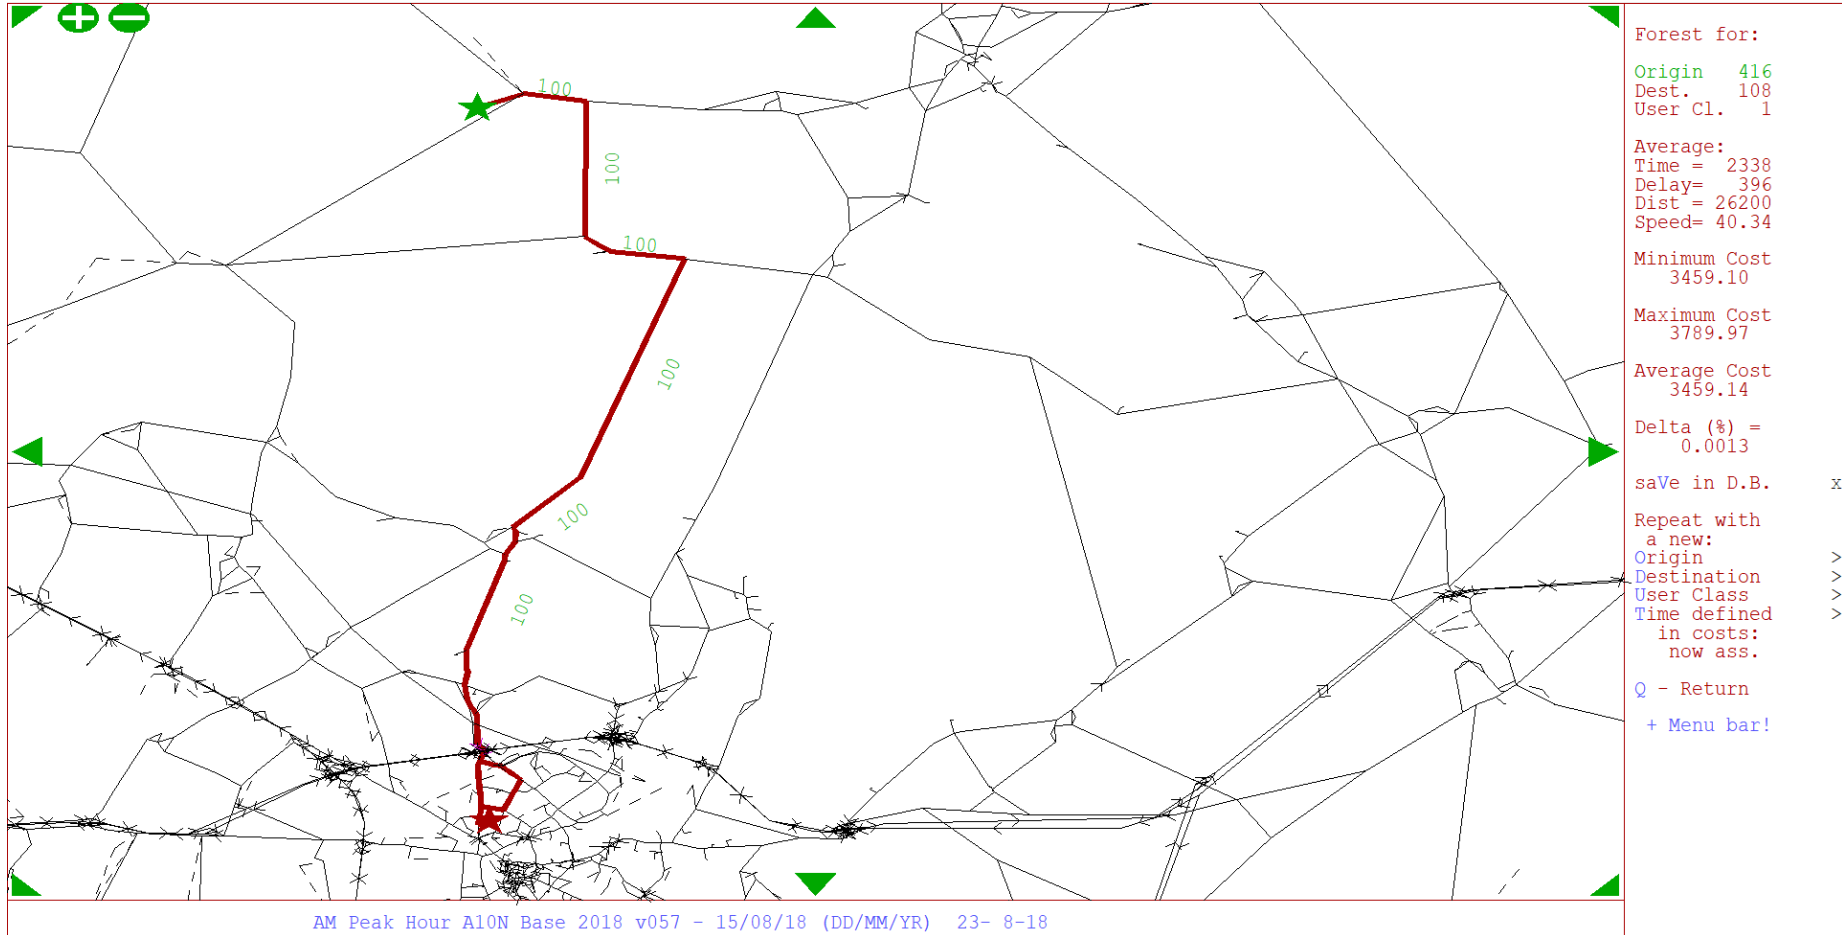 100
100
100
100
100
100
Forest for:
Origin 416
Dest. 108
User Cl. 1
Average:
Time = 2338
Delay= 396
Dist = 26200
Speed= 40.34
Minimum Cost
3459.10
Maximum Cost
3789.97
Average Cost
3459.14
Delta (%) =
0.0013
saVe in D.B. x
Repeat with
a new:
Origin >
Destination >
User Class >
Time defined >
in costs:
now ass.
Q - Return
+ Menu bar!
AM Peak Hour A10N Base 2018 v057 - 15/08/18 (DD/MM/YR) 23- 8-18